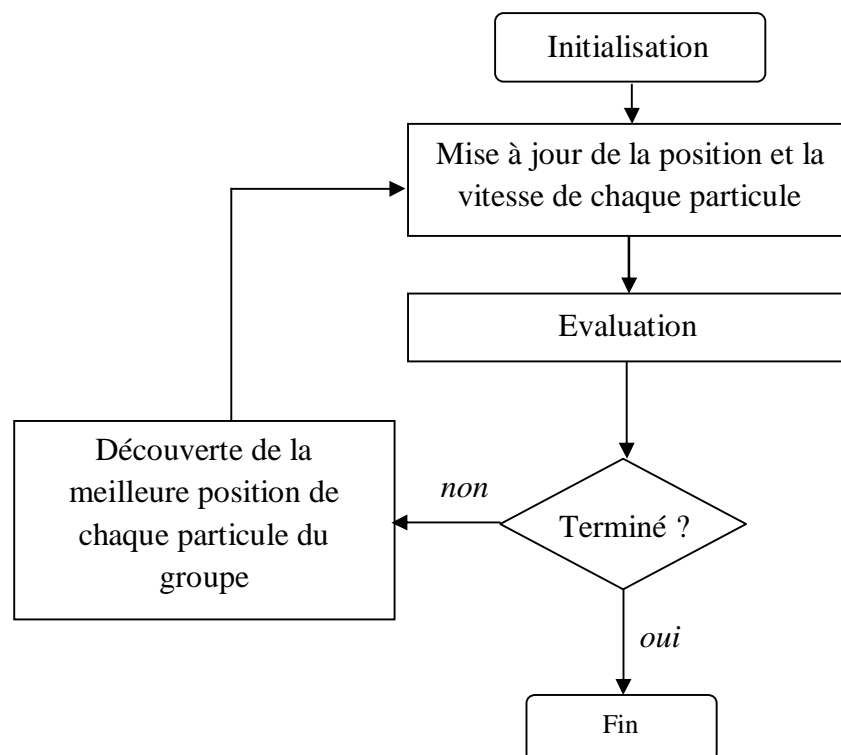 Initialisation
Mise à jour de la position et la
vitesse de chaque particule
Evaluation
Découverte de la
meilleure position de
chaque particule du
groupe
non
Terminé ?
oui
Fin